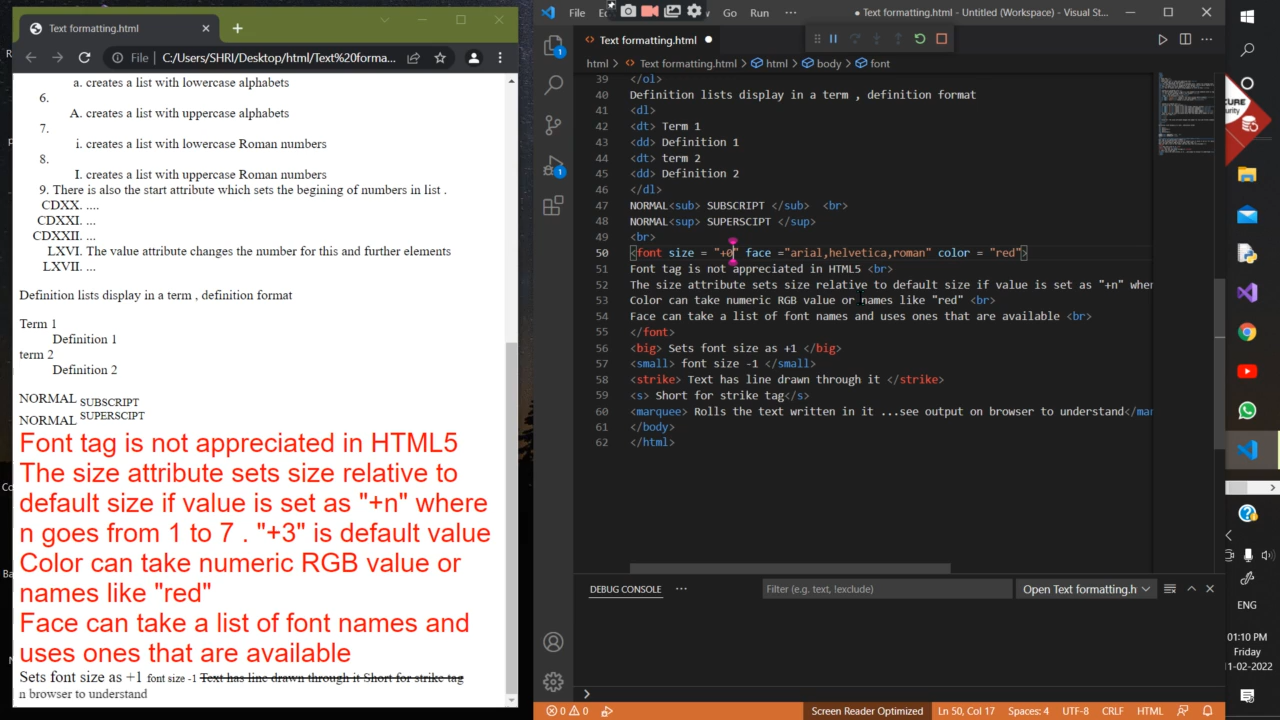 Text formatting.html
File C:/Users/SHRI/Desktop/html/Text%20forma...
a. creates a list with lowercase alphabets
6.
A. creates a list with uppercase alphabets
7.
i. creates a list with lowercase Roman numbers
8.
I. creates a list with uppercase Roman numbers
9. There is also the start attribute which sets the begining of numbers in list .
CDXX. ....
CDXXI. ...
CDXXII. ...
LXVI. The value attribute changes the number for this and further elements
LXVII. ...
Definition lists display in a term , definition format
Term 1
Definition 1
term 2
Definition 2
NORMAL SUBSCRIPT
NORMAL SUPERSCIPT
Font tag is not appreciated in HTML5
The size attribute sets size relative to
default size if value is set as "+n" where
n goes from 1 to 7 . "+3" is default value
Color can take numeric RGB value or
names like "red"
Face can take a list of font names and
uses ones that are available
Sets font size as +1 font size -1 Text has line drawn through it Short for strike tag
n browser to understand
File Go Run ··· ● Text formatting.html - Untitled (Workspace) - Visual St...
Text formatting.html
html > Text formatting.html > html > body > font
39 </ol>
40 Definition lists display in a term , definition format
41 <dl>
42 <dt> Term 1
43 <dd> Definition 1
44 <dt> term 2
45 <dd> Definition 2
46 </dl>
47 NORMAL<sub> SUBSCRIPT </sub> <br>
48 NORMAL<sup> SUPERSCIPT </sup>
49 <br>
50 <font size = "+0" face ="arial,helvetica,roman" color = "red">
51 Font tag is not appreciated in HTML5 <br>
52 The size attribute sets size relative to default size if value is set as "+n" wher
53 Color can take numeric RGB value or names like "red" <br>
54 Face can take a list of font names and uses ones that are available <br>
55 </font>
56 <big> Sets font size as +1 </big>
57 <small> font size -1 </small>
58 <strike> Text has line drawn through it </strike>
59 <s> Short for strike tag</s>
60 <marquee> Rolls the text written in it ...see output on browser to understand</mar
61 </body>
62 </html>
DEBUG CONSOLE ··· Filter (e.g. text, !exclude) Open Text formatting.h
0 0 Screen Reader Optimized Ln 50, Col 17 Spaces: 4 UTF-8 CRLF HTML
1
1
CURE
ENG
01:10 PM
Friday
1-02-2022